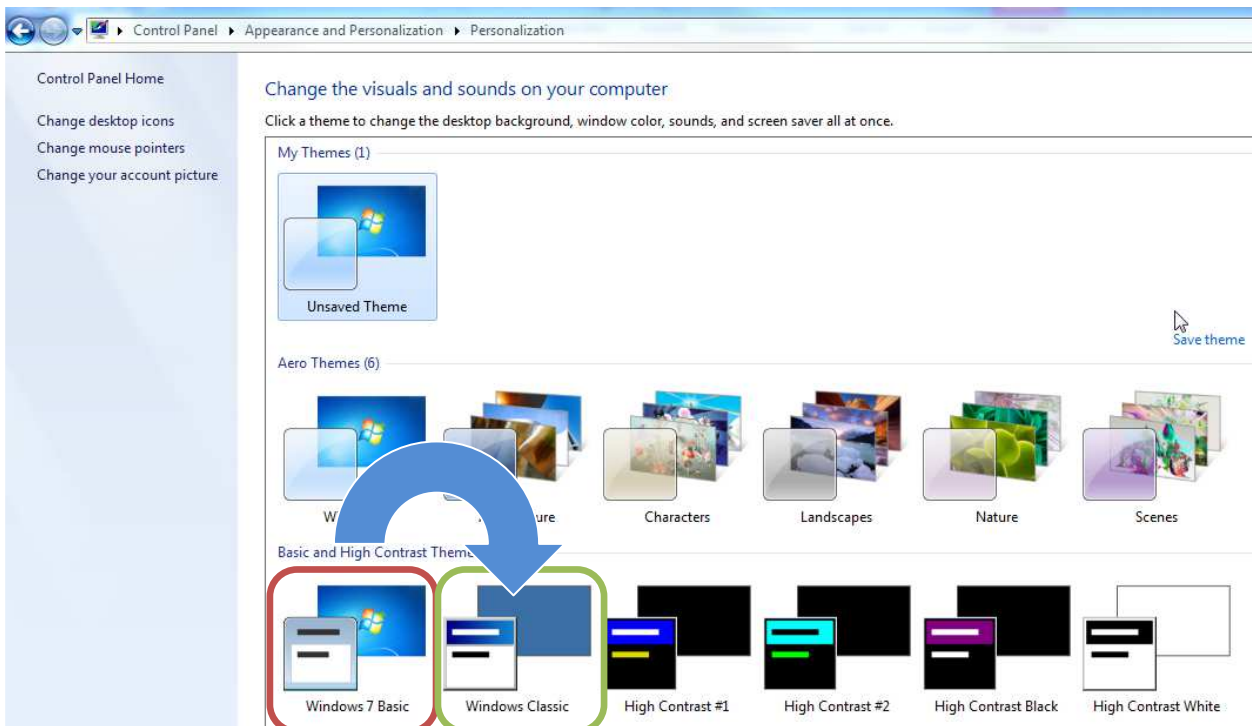 Control Panel Appearance and Personalization Personalization
Control Panel Home
Change desktop icons
Change mouse pointers
Change your account picture
Change the visuals and sounds on your computer
Click a theme to change the desktop background, window color, sounds, and screen saver all at once.
My Themes (1)
Unsaved Theme
Save theme
Aero Themes (6)
Characters Landscapes Nature Scenes
Basic and High Contrast
Windows 7 Basic Windows Classic High Contrast #1 High Contrast #2 High Contrast Black High Contrast White